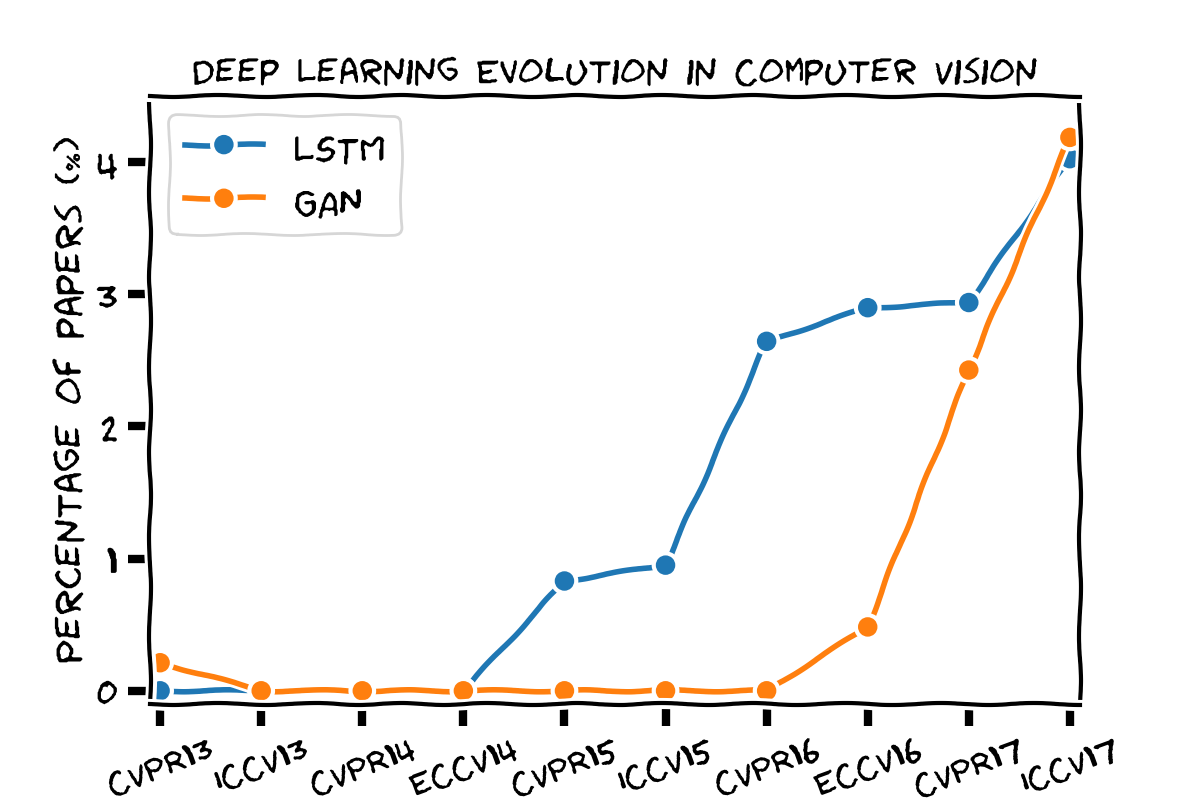 DEEP LEARNING EVOLUTION IN COMPUTER VISION
LSTM
GAN
PERCENTAGE OF PAPERS (%)
4
3
2
1
0
CVPR13
ICCV13
CVPR14
ECCV14
CVPR15
ICCV15
CVPR16
ECCV16
CVPR17
ICCV17